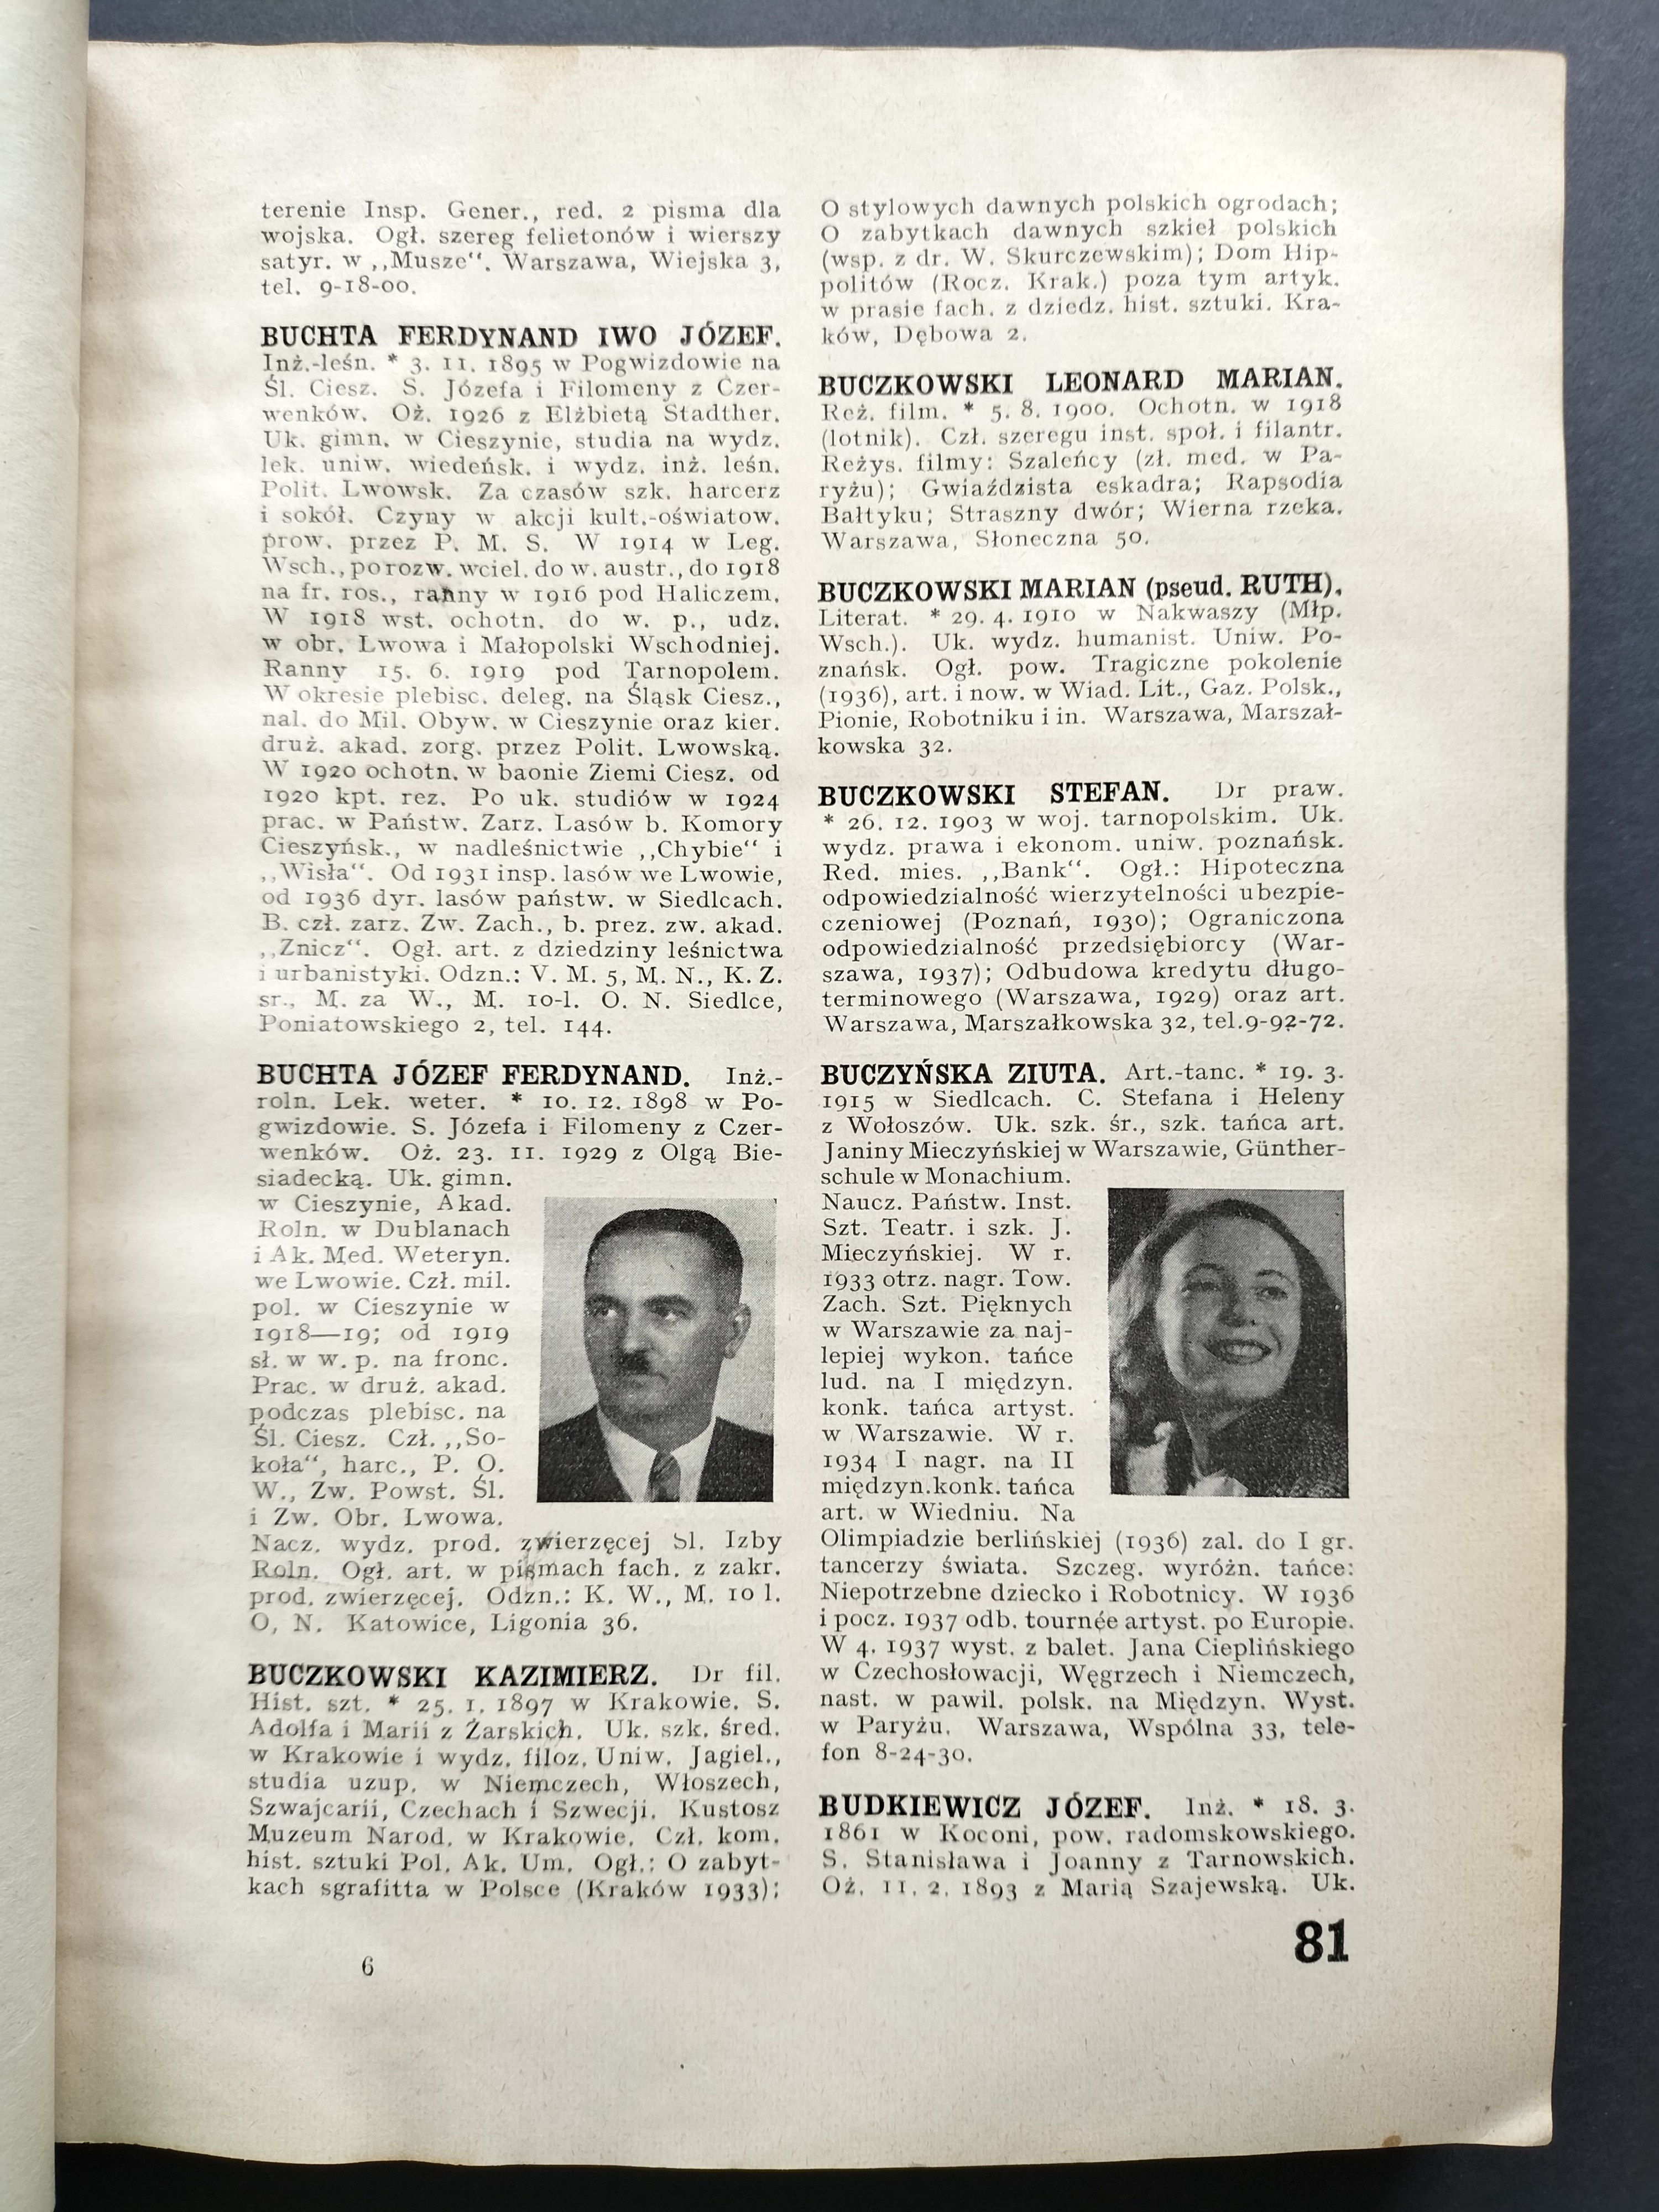 terenie Insp. Gener., red. 2 pisma dla
wojska. Ogł. szereg felietonów i wierszy
satyr. w ,,Musze“. Warszawa, Wiejska 3,
tel. 9-18-00.
BUCHTA FERDYNAND IWO JÓZEF.
Inż.-leśn. * 3. 11. 1895 w Pogwizdowie na
Śl. Ciesz. S. Józefa i Filomeny z Czer-
wenków. Oż. 1926 z Elżbietą Stadther.
Uk. gimn. w Cieszynie, studia na wydz.
lek. uniw. wiedeńsk. i wydz. inż. leśn.
Polit. Lwowsk. Za czasów szk. harcerz
i sokół. Czyny w akcji kult.-oświatow.
prow. przez P. M. S. W 1914 w Leg.
Wsch., po rozw. wciel. do w. austr., do 1918
na fr. ros., ranny w 1916 pod Haliczem.
W 1918 wst. ochotn. do w. p., udz.
w obr. Lwowa i Małopolski Wschodniej.
Ranny 15. 6. 1919 pod Tarnopolem.
W okresie plebisc. deleg. na Śląsk Ciesz.,
nal. do Mil. Obyw. w Cieszynie oraz kier.
druż. akad. zorg. przez Polit. Lwowską.
W 1920 ochotn. w baonie Ziemi Ciesz. od
1920 kpt. rez. Po uk. studiów w 1924
prac. w Państw. Zarz. Lasów b. Komory
Cieszyńsk., w nadleśnictwie ,,Chybie“ i
,,Wisła“. Od 1931 insp. lasów we Lwowie,
od 1936 dyr. lasów państw. w Siedlcach.
B. czł. zarz. Zw. Zach., b. prez. zw. akad.
,,Znicz“. Ogł. art. z dziedziny leśnictwa
i urbanistyki. Odzn.: V. M. 5, M. N., K. Z.
sr., M. za W., M. 10-l. O. N. Siedlce,
Poniatowskiego 2, tel. 144.
BUCHTA JÓZEF FERDYNAND. Inż.-
roln. Lek. weter. * 10. 12. 1898 w Po-
gwizdowie. S. Józefa i Filomeny z Czer-
wenków. Oż. 23. 11. 1929 z Olgą Bie-
siadecką. Uk. gimn.
w Cieszynie, Akad.
Roln. w Dublanach
i Ak. Med. Weteryn.
we Lwowie. Czł. mil.
pol. w Cieszynie w
1918—19; od 1919
sł. w w. p. na fronc.
Prac. w druż. akad.
podczas plebisc. na
Śl. Ciesz. Czł. ,,So-
koła“, harc., P. O.
W., Zw. Powst. Śl.
i Zw. Obr. Lwowa.
Nacz. wydz. prod. zwierzęcej Sl. Izby
Roln. Ogł. art. w pismach fach. z zakr.
prod. zwierzęcej. Odzn.: K. W., M. 10 l.
O, N. Katowice, Ligonia 36.
BUCZKOWSKI KAZIMIERZ. Dr fil.
Hist. szt. * 25. 1. 1897 w Krakowie. S.
Adolfa i Marii z Żarskich. Uk. szk. śred.
w Krakowie i wydz. filoz. Uniw. Jagiel.,
studia uzup. w Niemczech, Włoszech,
Szwajcarii, Czechach i Szwecji. Kustosz
Muzeum Narod. w Krakowie. Czł. kom.
hist. sztuki Pol. Ak. Um. Ogł.: O zabyt-
kach sgrafitta w Polsce (Kraków 1933);
6
O stylowych dawnych polskich ogrodach;
O zabytkach dawnych szkieł polskich
(wsp. z dr. W. Skurczewskim); Dom Hip-
politów (Rocz. Krak.) poza tym artyk.
w prasie fach. z dziedz. hist. sztuki. Kra-
ków, Dębowa 2.
BUCZKOWSKI LEONARD MARIAN.
Reż. film. * 5. 8. 1900. Ochotn. w 1918
(lotnik). Czł. szeregu inst. społ. i filantr.
Reżys. filmy: Szaleńcy (zł. med. w Pa-
ryżu); Gwiaździsta eskadra; Rapsodia
Bałtyku; Straszny dwór; Wierna rzeka.
Warszawa, Słoneczna 50.
BUCZKOWSKI MARIAN (pseud. RUTH).
Literat. * 29. 4. 1910 w Nakwaszy (Młp.
Wsch.). Uk. wydz. humanist. Uniw. Po-
znańsk. Ogł. pow. Tragiczne pokolenie
(1936), art. i now. w Wiad. Lit., Gaz. Polsk.,
Pionie, Robotniku i in. Warszawa, Marszał-
kowska 32.
BUCZKOWSKI STEFAN. Dr praw.
* 26. 12. 1903 w woj. tarnopolskim. Uk.
wydz. prawa i ekonom. uniw. poznańsk.
Red. mies. ,,Bank“. Ogł.: Hipoteczna
odpowiedzialność wierzytelności ubezpie-
czeniowej (Poznań, 1930); Ograniczona
odpowiedzialność przedsiębiorcy (War-
szawa, 1937); Odbudowa kredytu długo-
terminowego (Warszawa, 1929) oraz art.
Warszawa, Marszałkowska 32, tel.9-92-72.
BUCZYŃSKA ZIUTA. Art.-tanc. * 19. 3.
1915 w Siedlcach. C. Stefana i Heleny
z Wołoszów. Uk. szk. śr., szk. tańca art.
Janiny Mieczyńskiej w Warszawie, Günther-
schule w Monachium.
Naucz. Państw. Inst.
Szt. Teatr. i szk. J.
Mieczyńskiej. W r.
1933 otrz. nagr. Tow.
Zach. Szt. Pięknych
w Warszawie za naj-
lepiej wykon. tańce
lud. na I międzyn.
konk. tańca artyst.
w Warszawie. W r.
1934 I nagr. na II
międzyn.konk. tańca
art. w Wiedniu. Na
Olimpiadzie berlińskiej (1936) zal. do I gr.
tancerzy świata. Szczeg. wyróżn. tańce:
Niepotrzebne dziecko i Robotnicy. W 1936
i pocz. 1937 odb. tournée artyst. po Europie.
W 4. 1937 wyst. z balet. Jana Cieplińskiego
w Czechosłowacji, Węgrzech i Niemczech,
nast. w pawil. polsk. na Międzyn. Wyst.
w Paryżu. Warszawa, Wspólna 33, tele-
fon 8-24-30.
BUDKIEWICZ JÓZEF. Inż. * 18. 3.
1861 w Koconi, pow. radomskowskiego.
S. Stanisława i Joanny z Tarnowskich.
Oż. 11. 2. 1893 z Marią Szajewską. Uk.
81